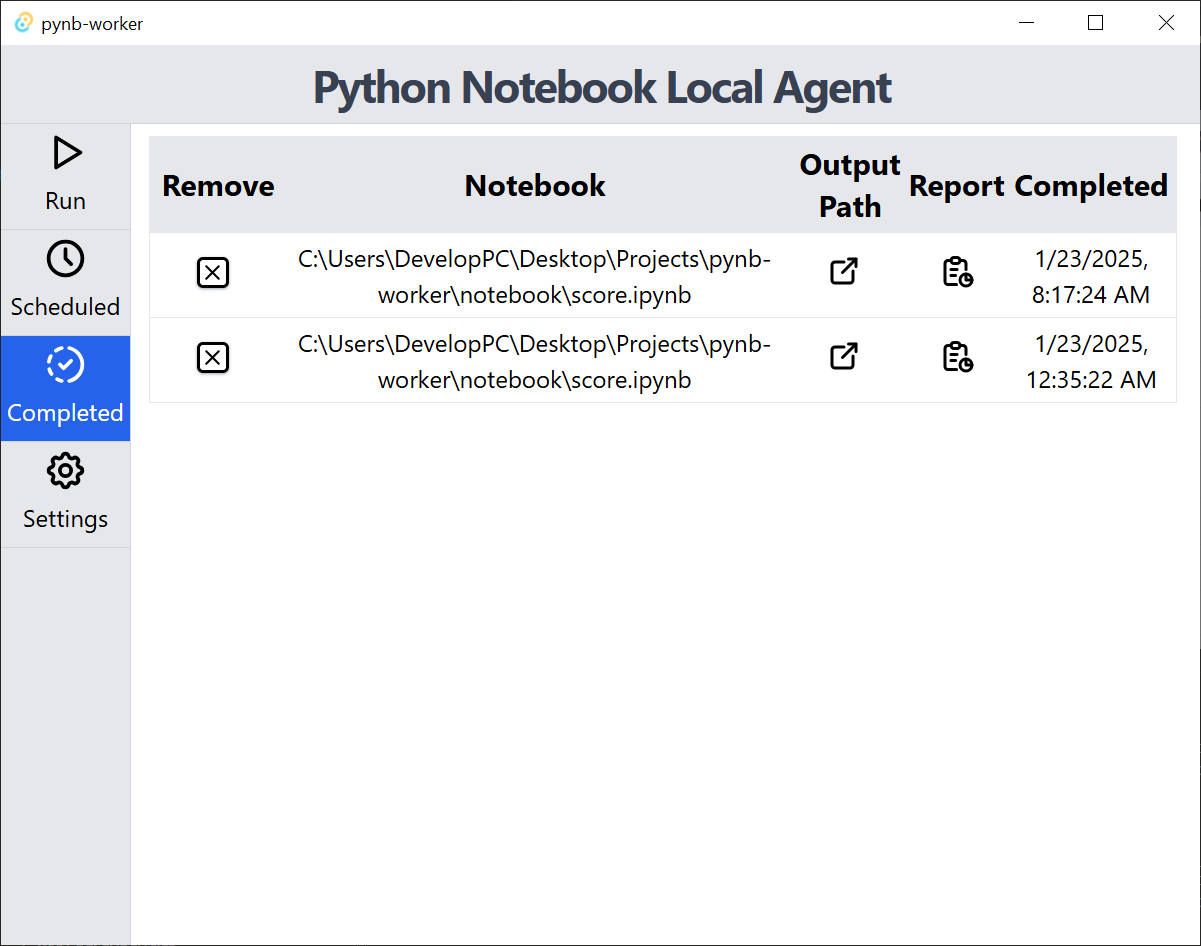 pynb-worker
Python Notebook Local Agent
Run
Scheduled
Completed
Settings
Remove
Notebook
Output
Path
Report
Completed
C:\Users\DevelopPC\Desktop\Projects\pynb-
worker\notebook\score.ipynb
1/23/2025,
8:17:24 AM
C:\Users\DevelopPC\Desktop\Projects\pynb-
worker\notebook\score.ipynb
1/23/2025,
12:35:22 AM